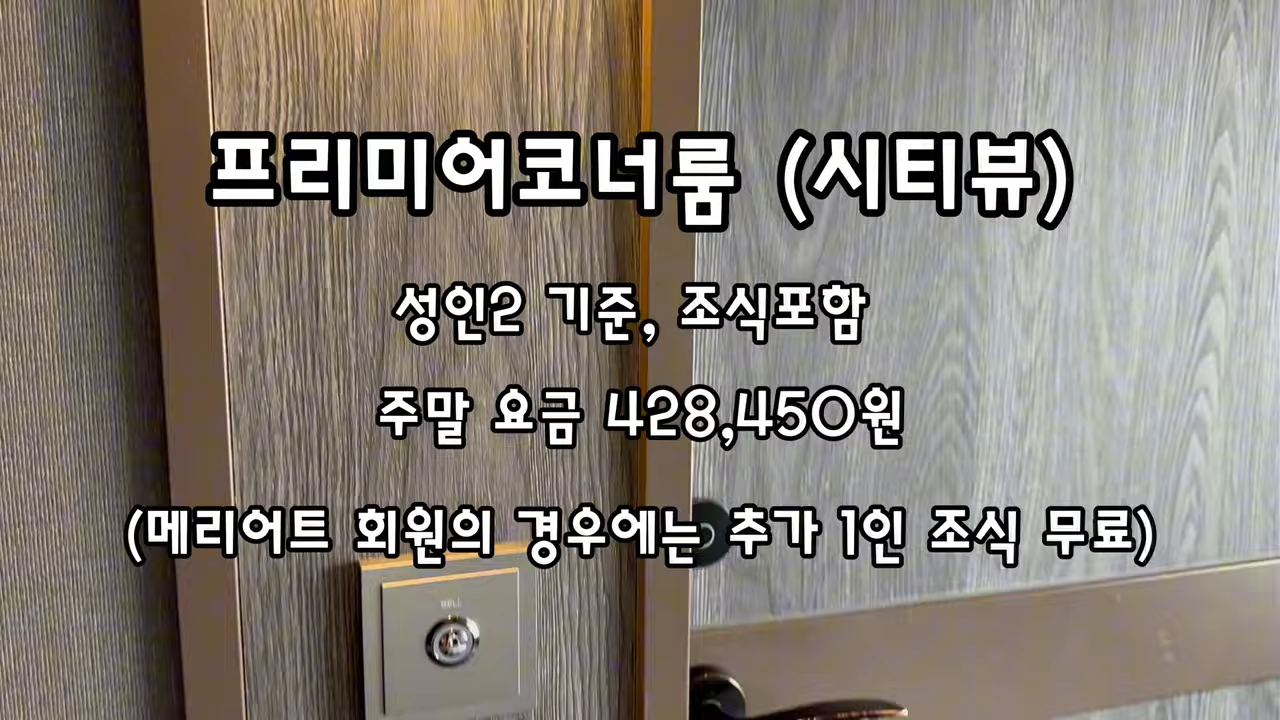 프리미어코너룸 (시티뷰)
성인2 기준, 조식포함
주말 요금 428,450원
(메리어트 회원의 경우에는 추가 1인 조식 무료)
BELL